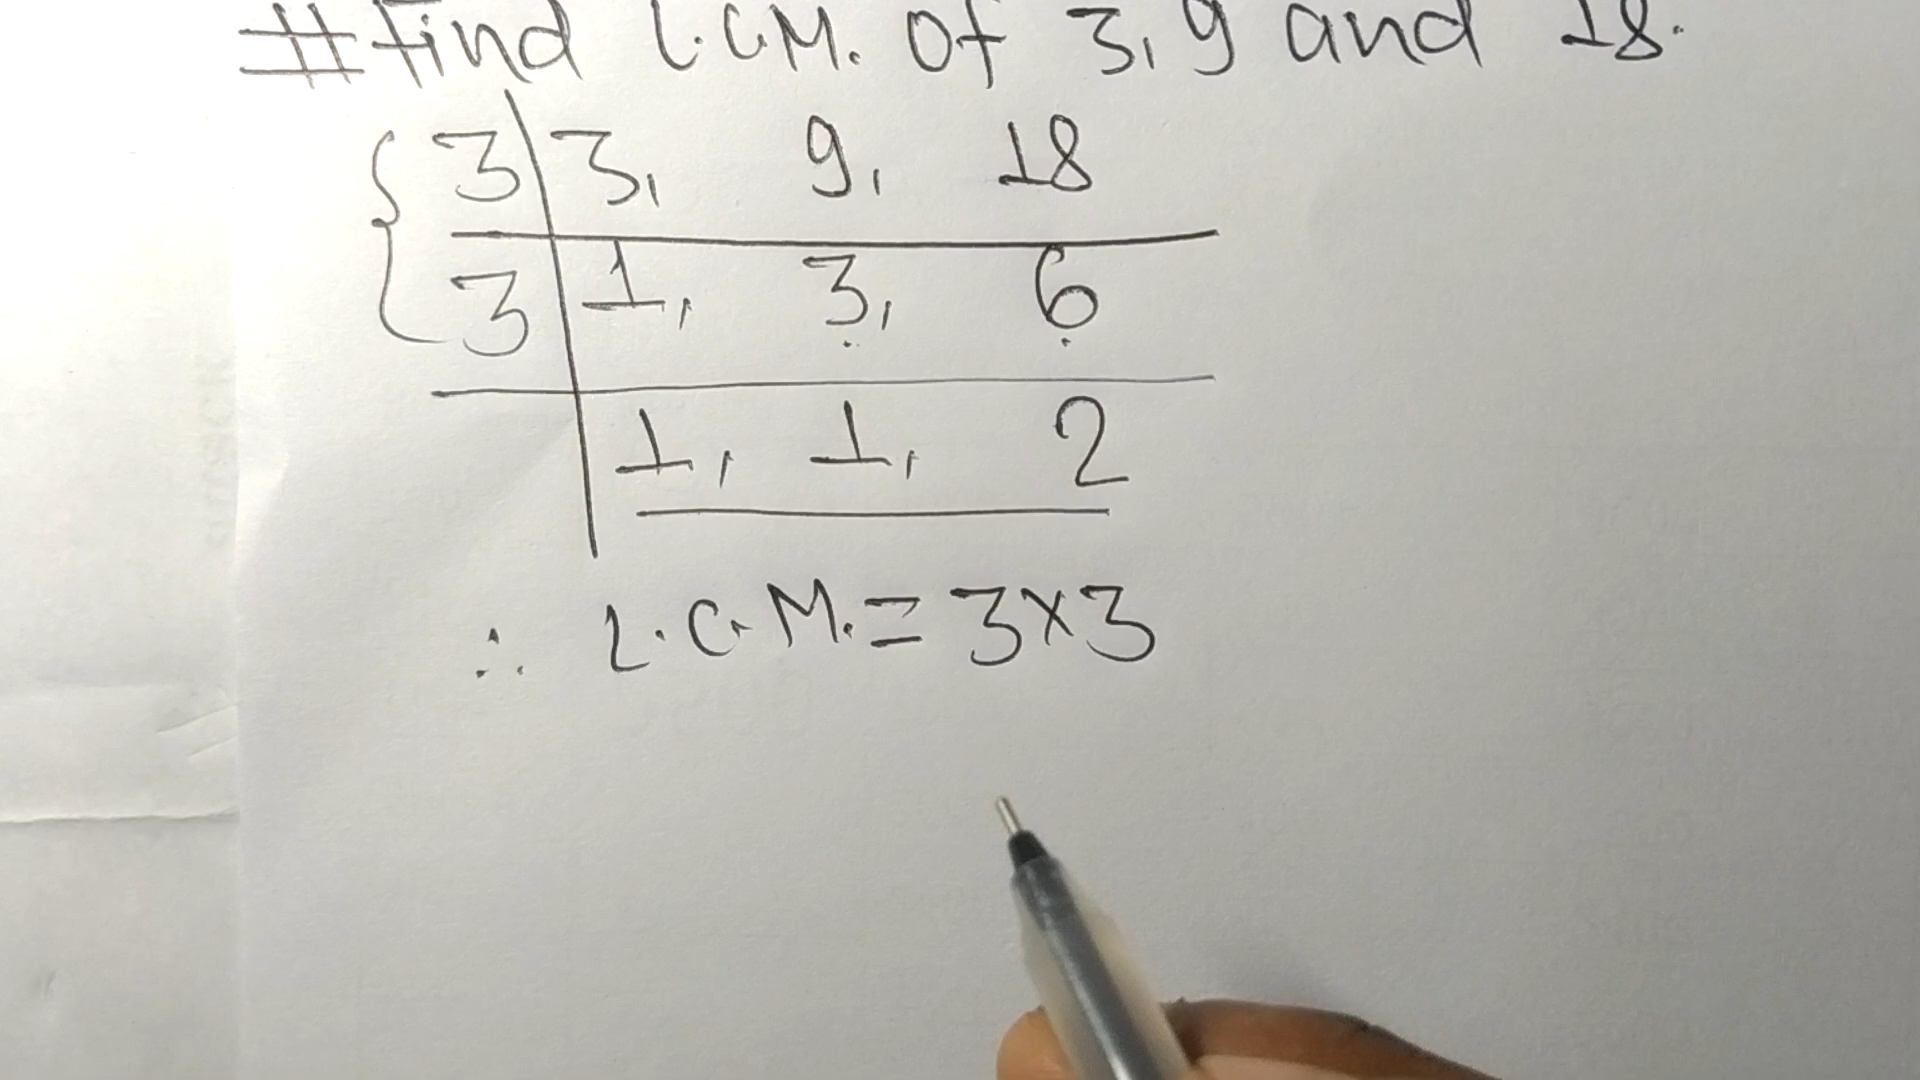 # Find L.C.M. of 3, 9 and 18.
3 3, 9, 18
3 1, 3, 6
1, 1, 2
∴ L.C.M. = 3×3